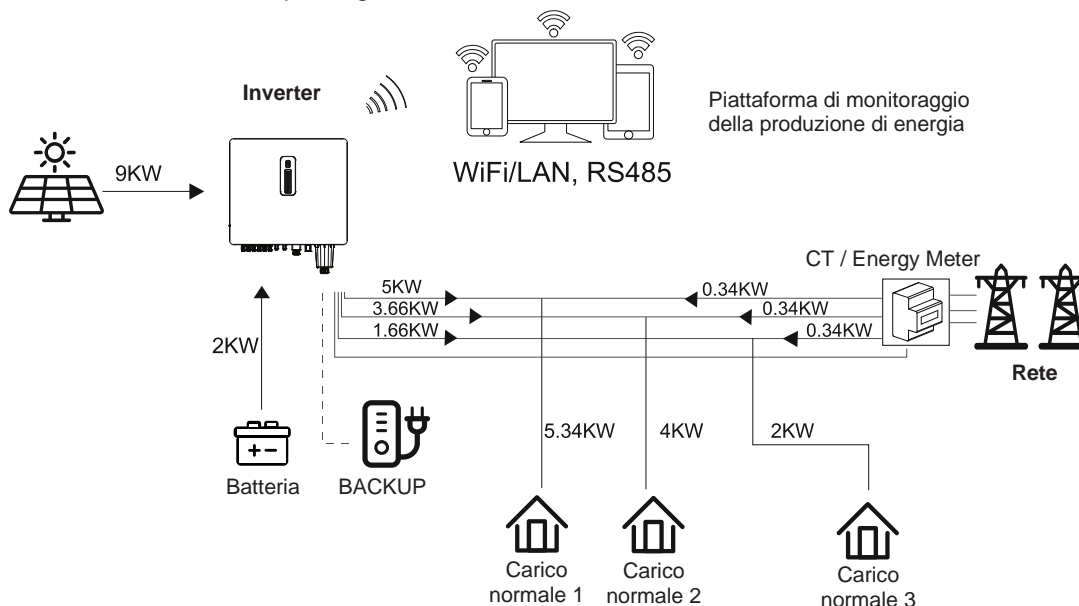 Inverter
Piattaforma di monitoraggio
della produzione di energia
WiFi/LAN, RS485
9KW
CT / Energy Meter
5KW
0.34KW
3.66KW
0.34KW
1.66KW
0.34KW
2KW
Rete
5.34KW
4KW
2KW
Batteria
BACKUP
Carico
normale 1
Carico
normale 2
Carico
normale 3